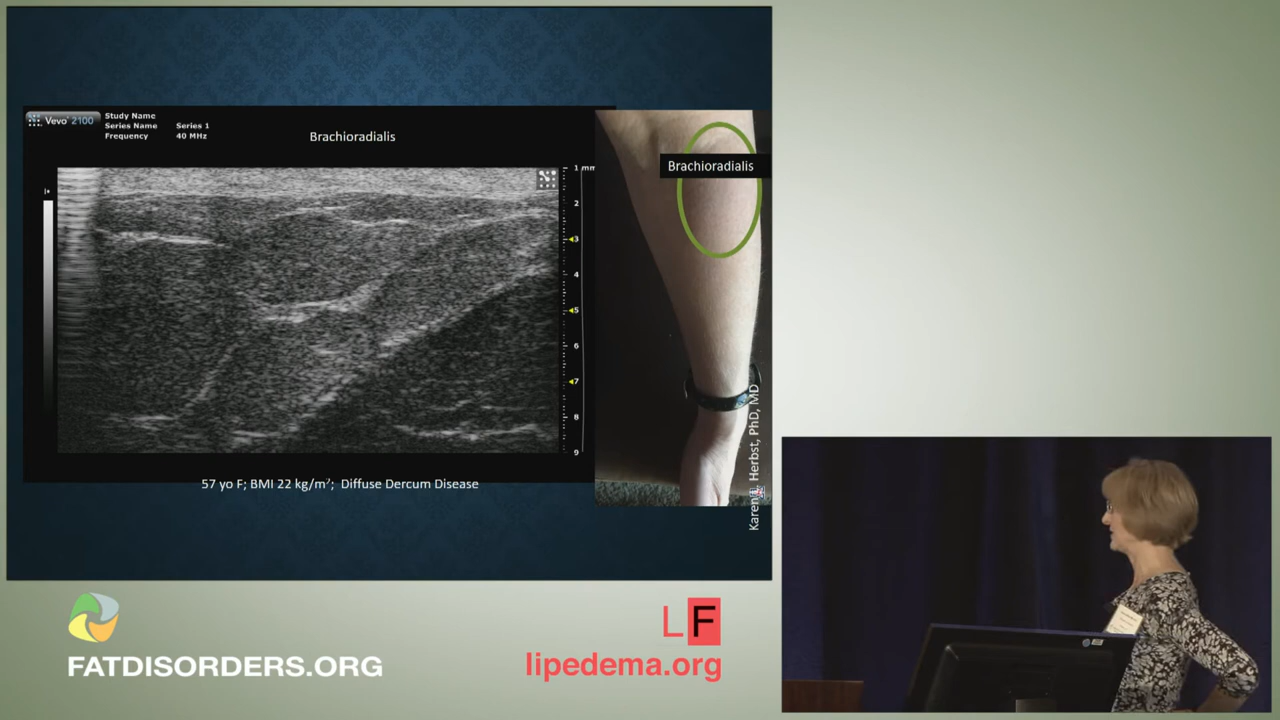 Vevo 2100
Study Name
Series Name Series 1
Frequency 40 MHz
Brachioradialis
1 mm
2
3
4
5
6
7
8
9
Brachioradialis
57 yo F; BMI 22 kg/m²; Diffuse Dercum Disease
Herbst, PhD, MD
FATDISORDERS.ORG
LF
lipedema.org